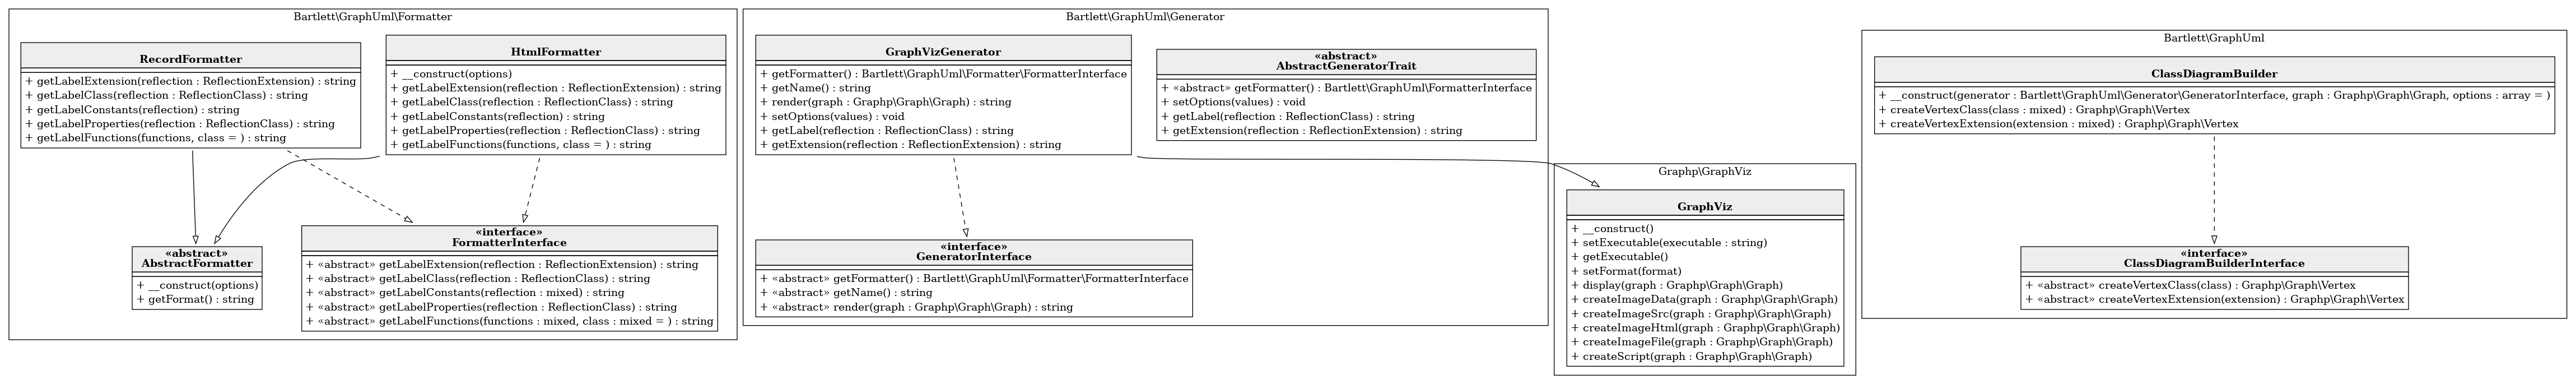 Bartlett\GraphUml\Formatter
RecordFormatter
+ getLabelExtension(reflection : ReflectionExtension) : string
+ getLabelClass(reflection : ReflectionClass) : string
+ getLabelConstants(reflection) : string
+ getLabelProperties(reflection : ReflectionClass) : string
+ getLabelFunctions(functions, class = ) : string
HtmlFormatter
+ __construct(options)
+ getLabelExtension(reflection : ReflectionExtension) : string
+ getLabelClass(reflection : ReflectionClass) : string
+ getLabelConstants(reflection) : string
+ getLabelProperties(reflection : ReflectionClass) : string
+ getLabelFunctions(functions, class = ) : string
«abstract»
AbstractFormatter
+ __construct(options)
+ getFormat() : string
«interface»
FormatterInterface
+ «abstract» getLabelExtension(reflection : ReflectionExtension) : string
+ «abstract» getLabelClass(reflection : ReflectionClass) : string
+ «abstract» getLabelConstants(reflection : mixed) : string
+ «abstract» getLabelProperties(reflection : ReflectionClass) : string
+ «abstract» getLabelFunctions(functions : mixed, class : mixed = ) : string
Bartlett\GraphUml\Generator
GraphVizGenerator
+ getFormatter() : Bartlett\GraphUml\Formatter\FormatterInterface
+ getName() : string
+ render(graph : Graphp\Graph\Graph) : string
+ setOptions(values) : void
+ getLabel(reflection : ReflectionClass) : string
+ getExtension(reflection : ReflectionExtension) : string
«abstract»
AbstractGeneratorTrait
+ «abstract» getFormatter() : Bartlett\GraphUml\FormatterInterface
+ setOptions(values) : void
+ getLabel(reflection : ReflectionClass) : string
+ getExtension(reflection : ReflectionExtension) : string
«interface»
GeneratorInterface
+ «abstract» getFormatter() : Bartlett\GraphUml\Formatter\FormatterInterface
+ «abstract» getName() : string
+ «abstract» render(graph : Graphp\Graph\Graph) : string
Graphp\GraphViz
GraphViz
+ __construct()
+ setExecutable(executable : string)
+ getExecutable()
+ setFormat(format)
+ display(graph : Graphp\Graph\Graph)
+ createImageData(graph : Graphp\Graph\Graph)
+ createImageSrc(graph : Graphp\Graph\Graph)
+ createImageHtml(graph : Graphp\Graph\Graph)
+ createImageFile(graph : Graphp\Graph\Graph)
+ createScript(graph : Graphp\Graph\Graph)
Bartlett\GraphUml
ClassDiagramBuilder
+ __construct(generator : Bartlett\GraphUml\Generator\GeneratorInterface, graph : Graphp\Graph\Graph, options : array = )
+ createVertexClass(class : mixed) : Graphp\Graph\Vertex
+ createVertexExtension(extension : mixed) : Graphp\Graph\Vertex
«interface»
ClassDiagramBuilderInterface
+ «abstract» createVertexClass(class) : Graphp\Graph\Vertex
+ «abstract» createVertexExtension(extension) : Graphp\Graph\Vertex